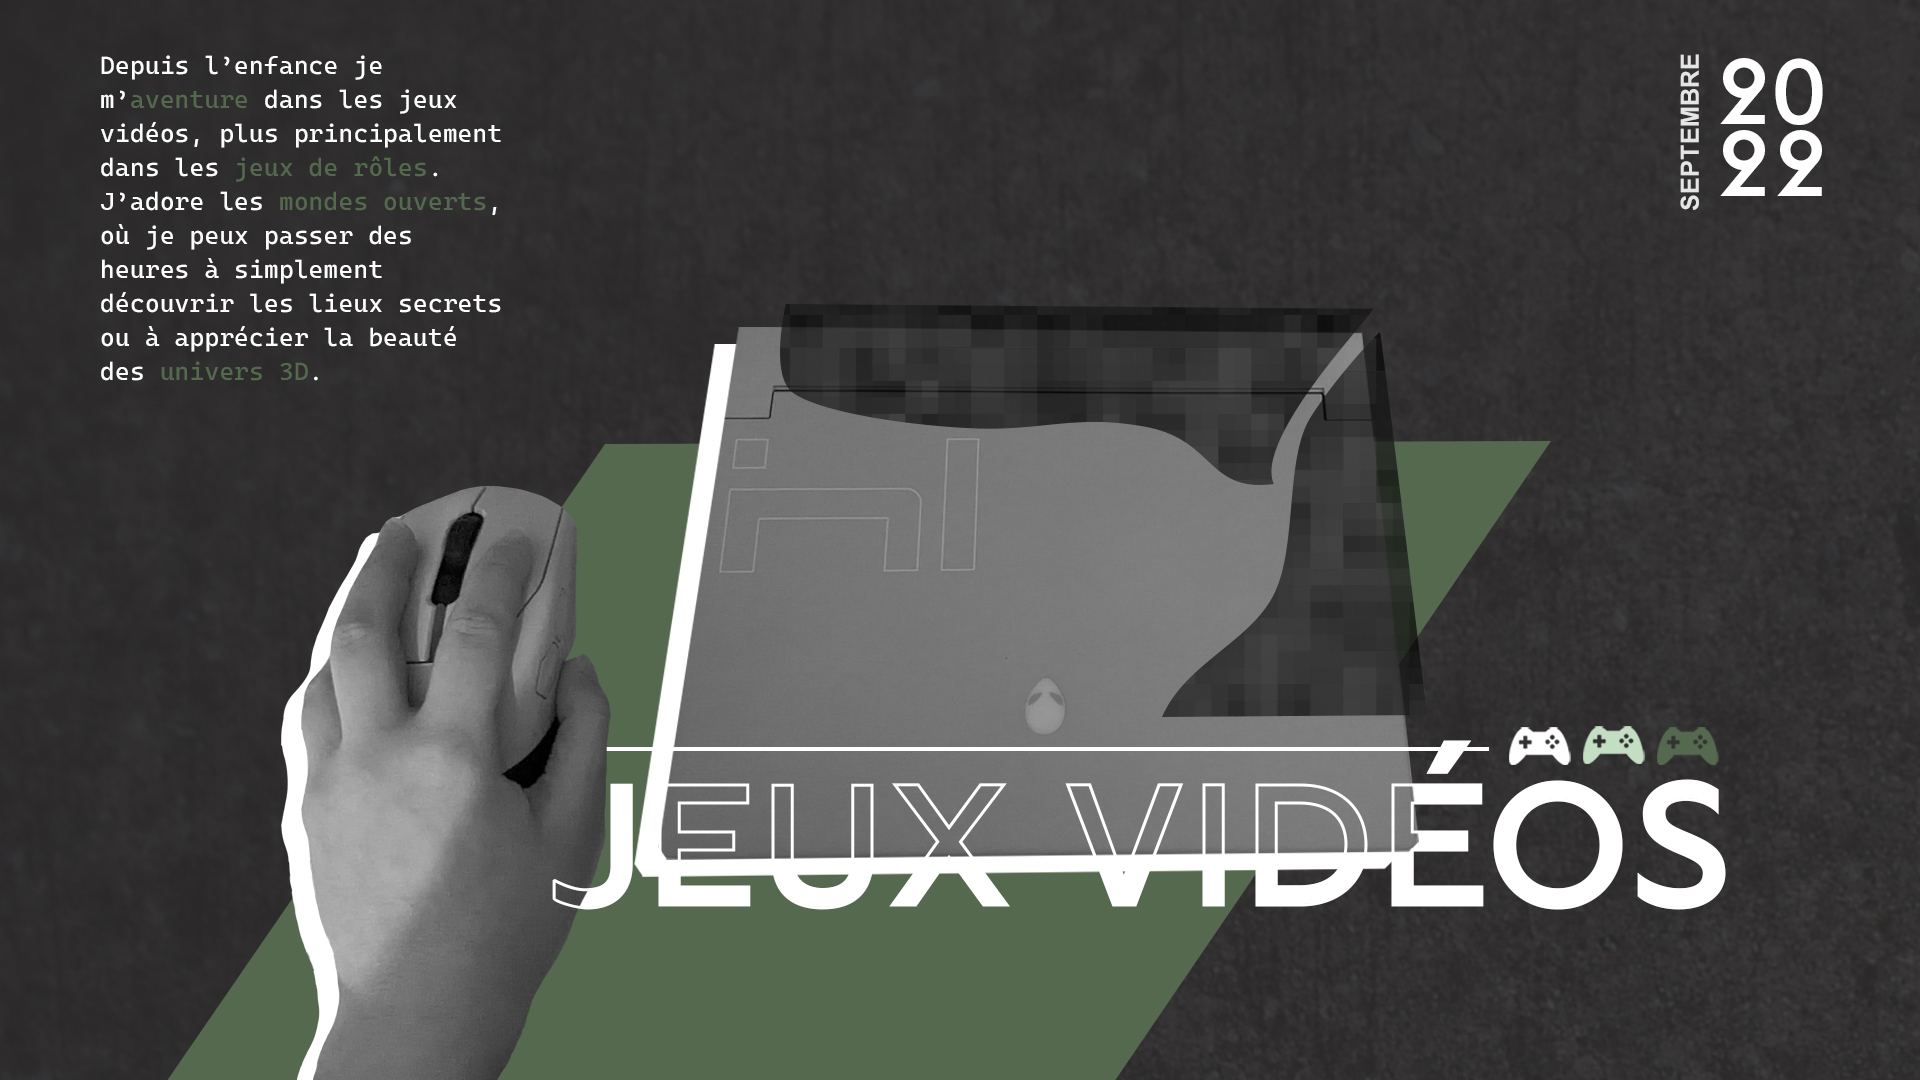 Depuis l’enfance je
m’aventure dans les jeux
vidéos, plus principalement
dans les jeux de rôles.
J’adore les mondes ouverts,
où je peux passer des
heures à simplement
découvrir les lieux secrets
ou à apprécier la beauté
des univers 3D.
SEPTEMBRE
20
22
JEUX VIDÉOS